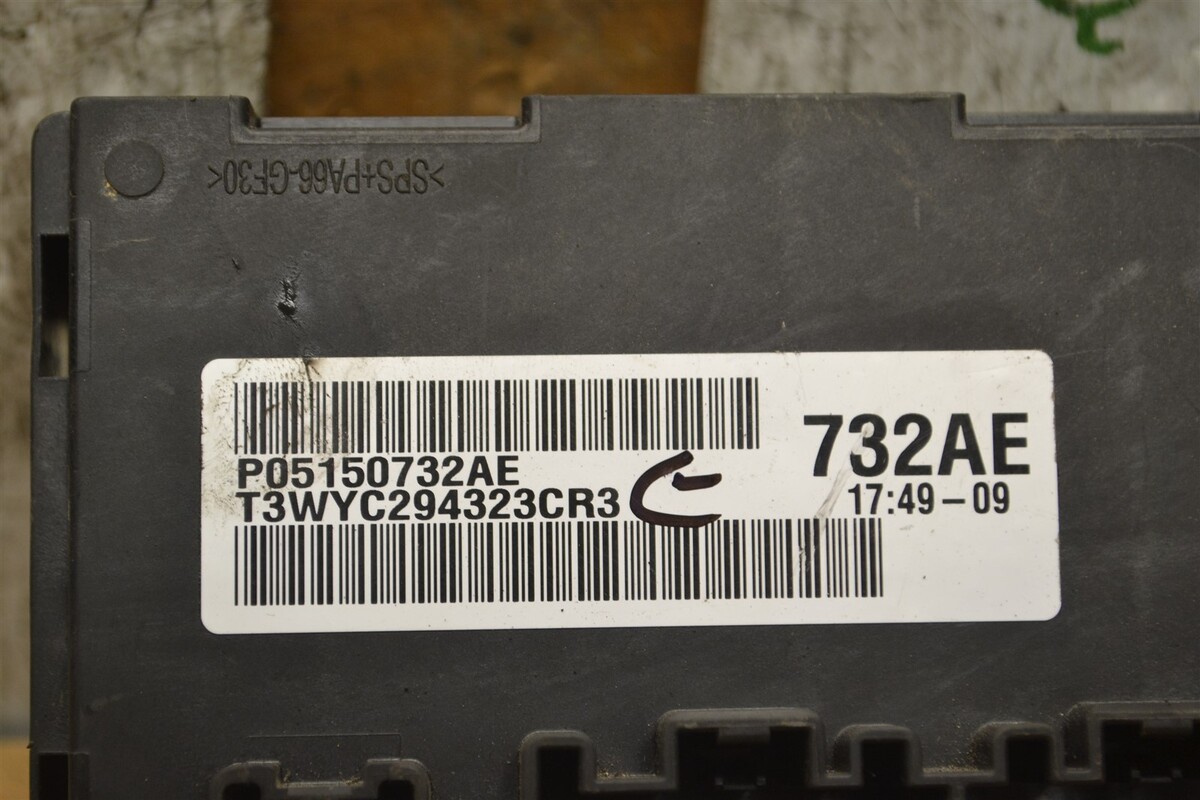 >SPS+PA66-GF30<
P05150732AE
T3WYC294323CR3
732AE
17:49-09